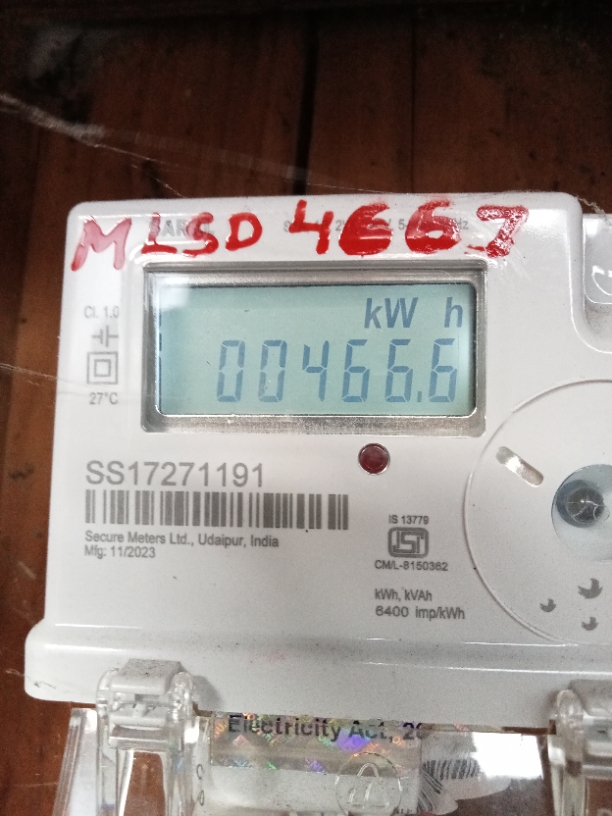 MLSD 4667
Cl. 1.0
kW h
00466.6
27°C
SS17271191
Secure Meters Ltd., Udaipur, India
Mfg: 11/2023
IS 13779
ISI
CM/L-8150362
kWh, kVAh
6400 imp/kWh
Electricity Act,